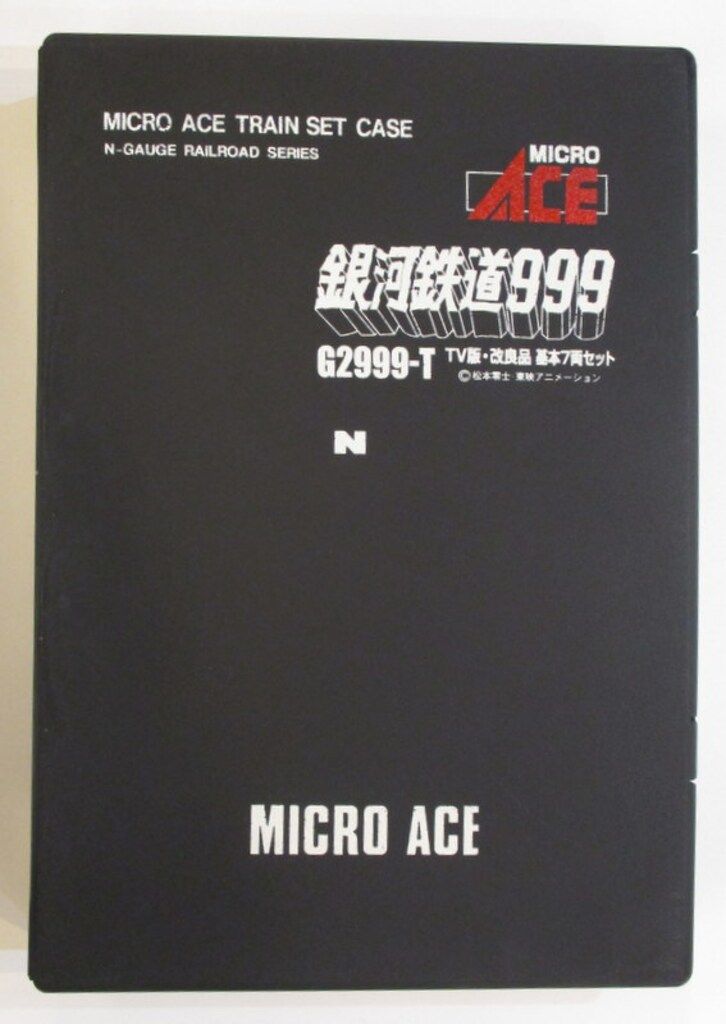 MICRO ACE TRAIN SET CASE
N-GAUGE RAILROAD SERIES
MICRO
ACE
銀河鉄道999
G2999-T TV版・改良品 基本7両セット
©松本零士・東映アニメーション
N
MICRO ACE